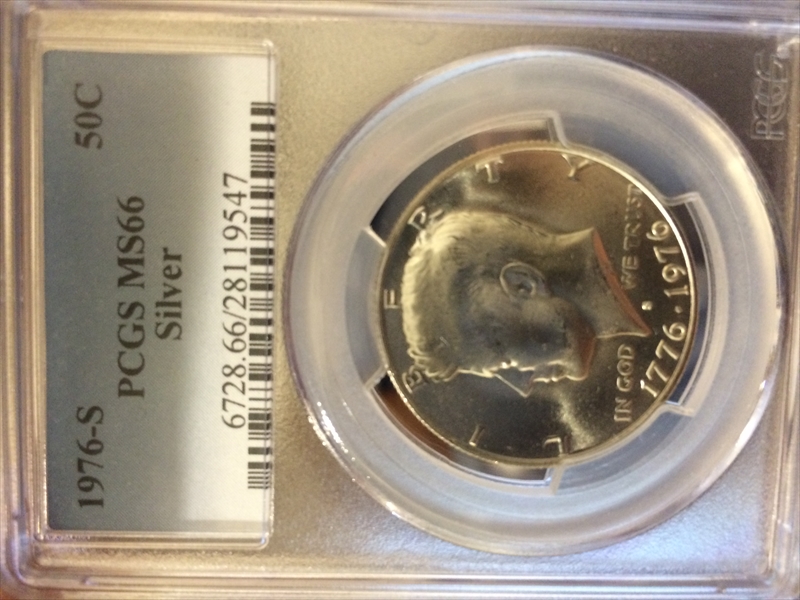 1976-S 50C
PCGS MS66
Silver
6728.66/28119547
LIBERTY
IN GOD WE TRUST
S
1776·1976
PCGS